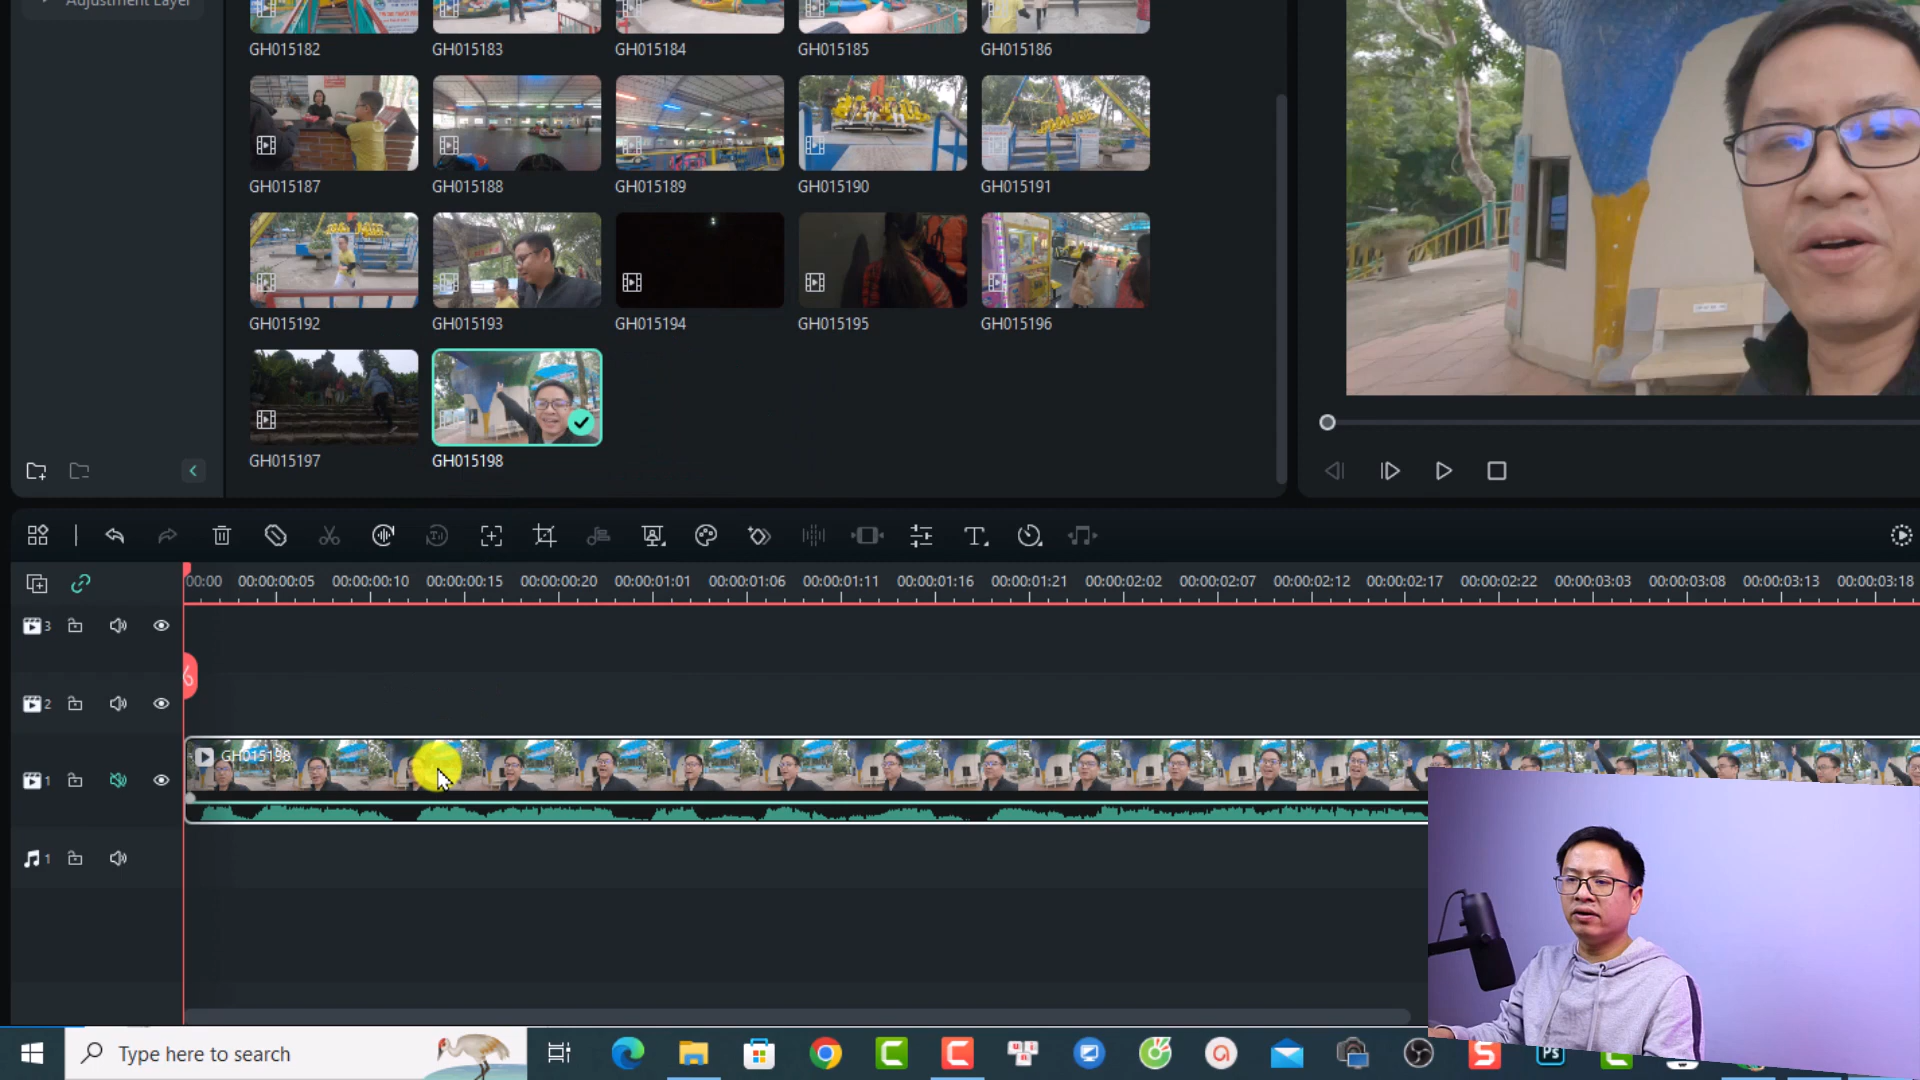 Adjustment Layer
GH015182 GH015183 GH015184 GH015185 GH015186
GH015187 GH015188 GH015189 GH015190 GH015191
GH015192 GH015193 GH015194 GH015195 GH015196
GH015197 GH015198
00:00 00:00:00:05 00:00:00:10 00:00:00:15 00:00:00:20 00:00:01:01 00:00:01:06 00:00:01:11 00:00:01:16 00:00:01:21 00:00:02:02 00:00:02:07 00:00:02:12 00:00:02:17 00:00:02:22 00:00:03:03 00:00:03:08 00:00:03:13 00:00:03:18
3
2
GH015198
1
1
Type here to search